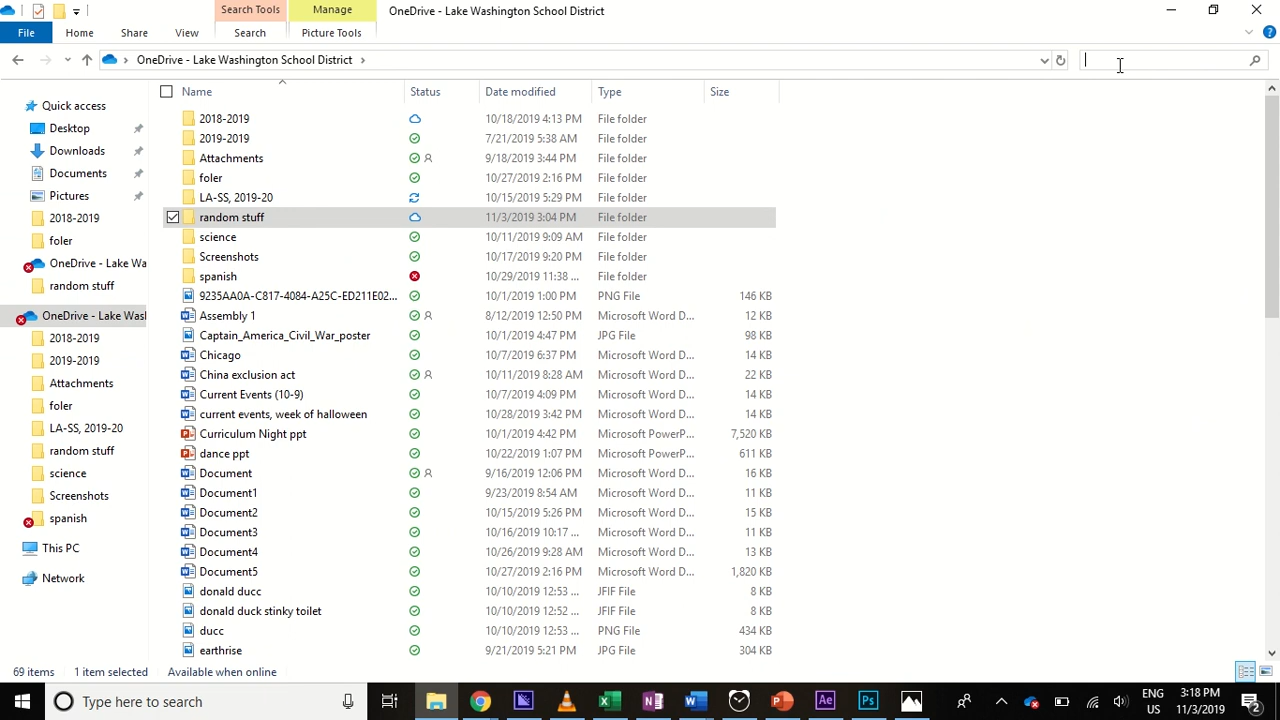 Search Tools Manage OneDrive - Lake Washington School District
File Home Share View Search Picture Tools
OneDrive - Lake Washington School District
Name Status Date modified Type Size
Quick access
Desktop
Downloads
Documents
Pictures
2018-2019
foler
OneDrive - Lake Wa
random stuff
OneDrive - Lake Wasl
2018-2019
2019-2019
Attachments
foler
LA-SS, 2019-20
random stuff
science
Screenshots
spanish
This PC
Network
2018-2019 10/18/2019 4:13 PM File folder
2019-2019 7/21/2019 5:38 AM File folder
Attachments 9/18/2019 3:44 PM File folder
foler 10/27/2019 2:16 PM File folder
LA-SS, 2019-20 10/15/2019 5:29 PM File folder
random stuff 11/3/2019 3:04 PM File folder
science 10/11/2019 9:09 AM File folder
Screenshots 10/17/2019 9:20 PM File folder
spanish 10/29/2019 11:38 ... File folder
9235AA0A-C817-4084-A25C-ED211E02... 10/1/2019 1:00 PM PNG File 146 KB
Assembly 1 8/12/2019 12:50 PM Microsoft Word D... 12 KB
Captain_America_Civil_War_poster 10/1/2019 4:47 PM JPG File 98 KB
Chicago 10/7/2019 6:37 PM Microsoft Word D... 14 KB
China exclusion act 10/11/2019 8:28 AM Microsoft Word D... 22 KB
Current Events (10-9) 10/7/2019 4:09 PM Microsoft Word D... 14 KB
current events, week of halloween 10/28/2019 3:42 PM Microsoft Word D... 14 KB
Curriculum Night ppt 10/1/2019 4:42 PM Microsoft PowerP... 7,520 KB
dance ppt 10/22/2019 1:07 PM Microsoft PowerP... 611 KB
Document 9/16/2019 12:06 PM Microsoft Word D... 16 KB
Document1 9/23/2019 8:54 AM Microsoft Word D... 11 KB
Document2 10/15/2019 5:26 PM Microsoft Word D... 15 KB
Document3 10/16/2019 10:17 ... Microsoft Word D... 11 KB
Document4 10/26/2019 9:28 AM Microsoft Word D... 13 KB
Document5 10/27/2019 2:16 PM Microsoft Word D... 1,820 KB
donald ducc 10/10/2019 12:53 ... JFIF File 8 KB
donald duck stinky toilet 10/10/2019 12:52 ... JFIF File 8 KB
ducc 10/10/2019 12:53 ... PNG File 434 KB
earthrise 9/21/2019 5:21 PM JPG File 304 KB
69 items 1 item selected Available when online
Type here to search
ENG 3:18 PM
US 11/3/2019 2